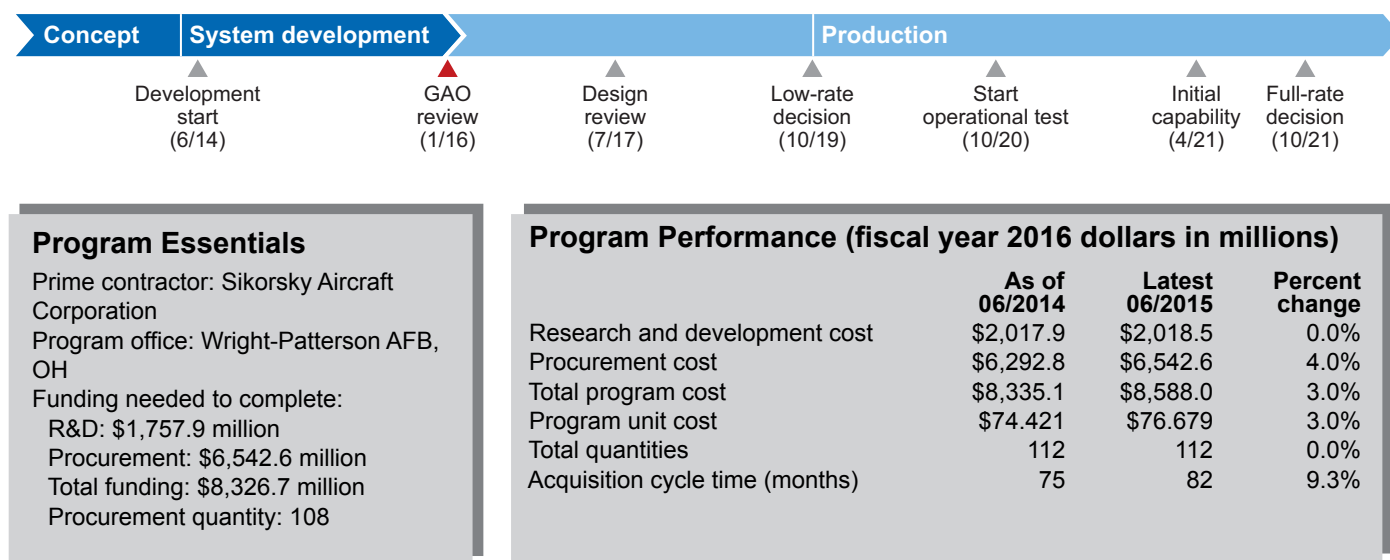 Concept
System development
Production
Development
start
(6/14)
GAO
review
(1/16)
Design
review
(7/17)
Low-rate
decision
(10/19)
Start
operational test
(10/20)
Initial
capability
(4/21)
Full-rate
decision
(10/21)
Program Essentials
Prime contractor: Sikorsky Aircraft
Corporation
Program office: Wright-Patterson AFB,
OH
Funding needed to complete:
R&D: $1,757.9 million
Procurement: $6,542.6 million
Total funding: $8,326.7 million
Procurement quantity: 108
Program Performance (fiscal year 2016 dollars in millions)
As of Latest Percent
06/2014 06/2015 change
Research and development cost $2,017.9 $2,018.5 0.0%
Procurement cost $6,292.8 $6,542.6 4.0%
Total program cost $8,335.1 $8,588.0 3.0%
Program unit cost $74.421 $76.679 3.0%
Total quantities 112 112 0.0%
Acquisition cycle time (months) 75 82 9.3%